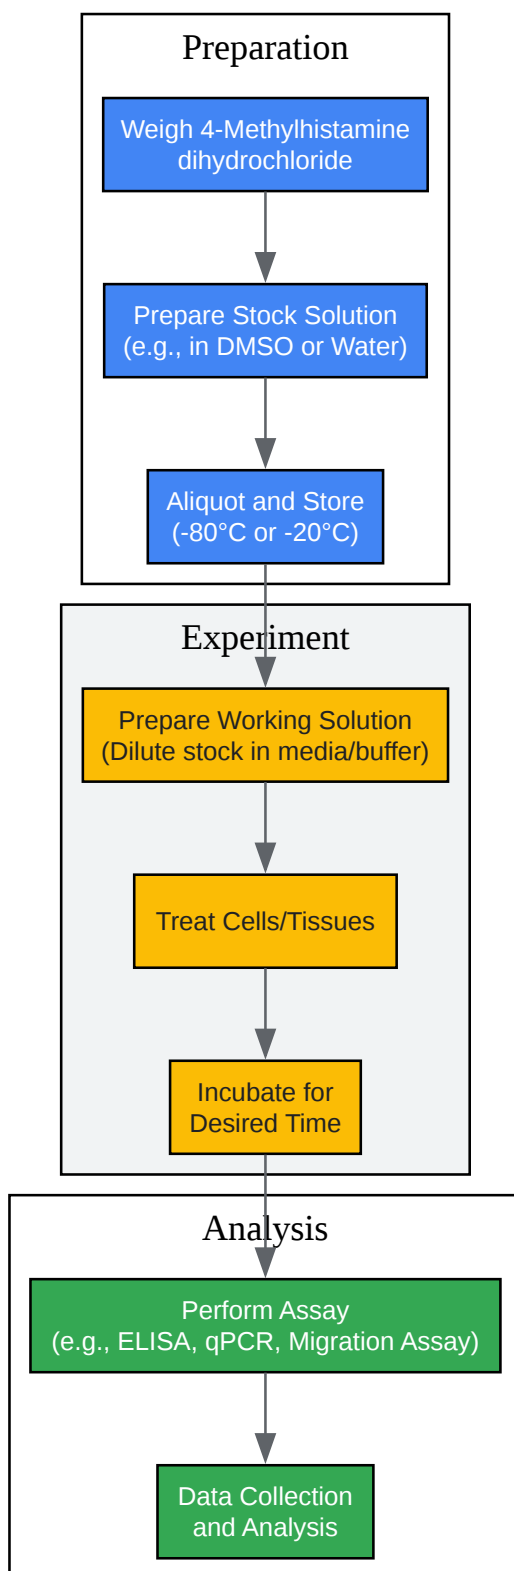 Preparation
Weigh 4-Methylhistamine
dihydrochloride
Prepare Stock Solution
(e.g., in DMSO or Water)
Aliquot and Store
(-80°C or -20°C)
Experiment
Prepare Working Solution
(Dilute stock in media/buffer)
Treat Cells/Tissues
Incubate for
Desired Time
Analysis
Perform Assay
(e.g., ELISA, qPCR, Migration Assay)
Data Collection
and Analysis